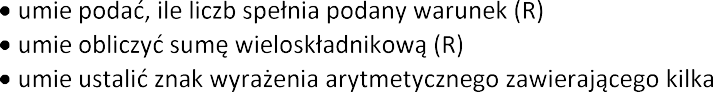 • umie podać, ile liczb spełnia podany warunek (R)
• umie obliczyć sumę wieloskładnikową (R)
• umie ustalić znak wyrażenia arytmetycznego zawierającego kilka